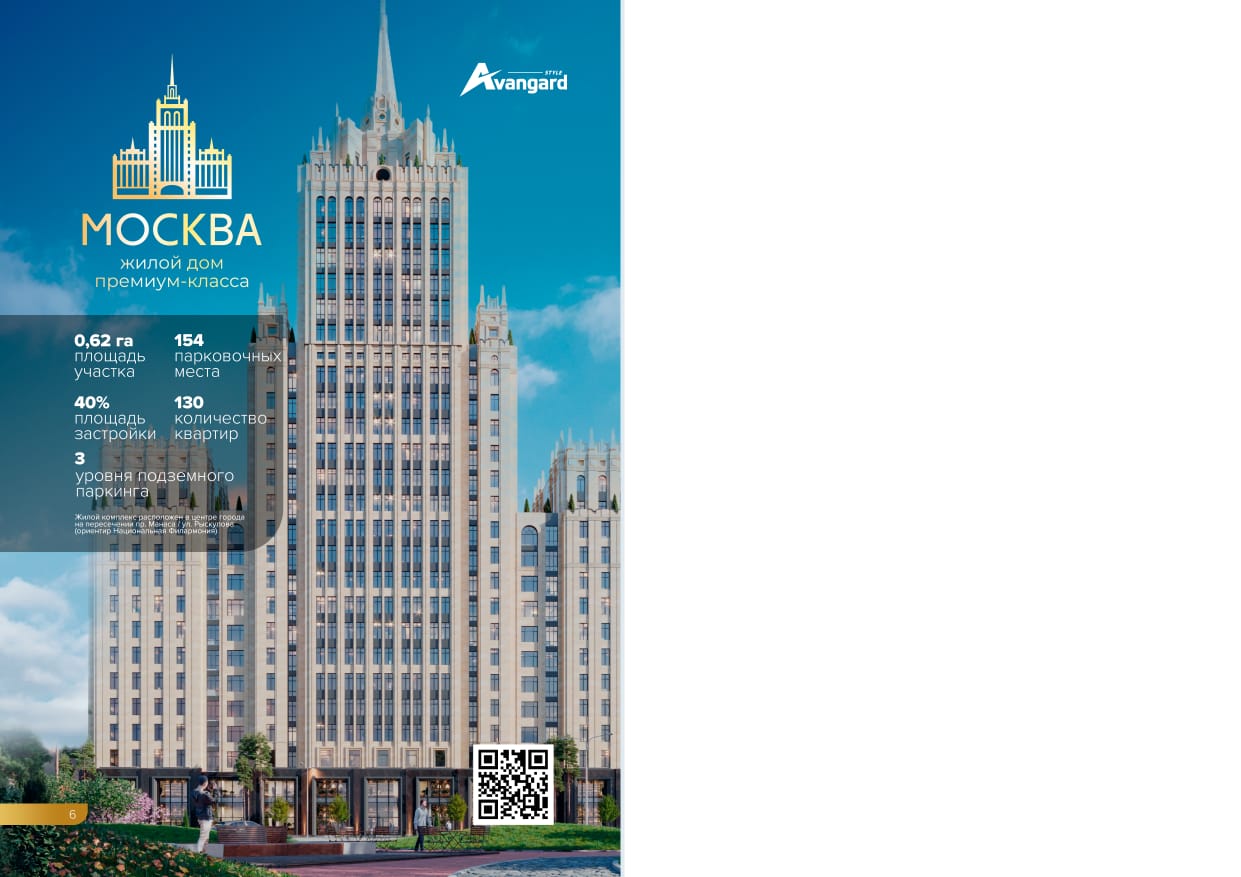 STYLE
Avangard
МОСКВА
жилой дом
премиум-класса
0,62 га
площадь
участка
154
парковочных
места
40%
площадь
застройки
130
количество
квартир
3
уровня подземного
паркинга
Жилой комплекс расположен в центре города
на пересечении пр. Манаса / ул. Рыскулова
(ориентир Национальная Филармония)
6